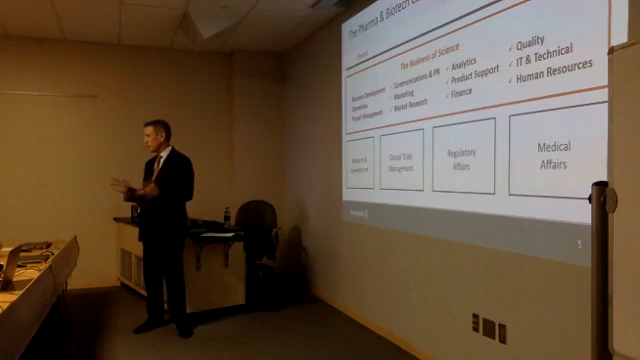 The Pharma & Biotech
The Business of Science
Business Development
Operations
Project Management
✓ Communications & PR
✓ Marketing
✓ Market Research
✓ Analytics
✓ Product Support
✓ Finance
✓ Quality
✓ IT & Technical
✓ Human Resources
Research &
Development
Clinical Trials
Management
Regulatory
Affairs
Medical
Affairs
5